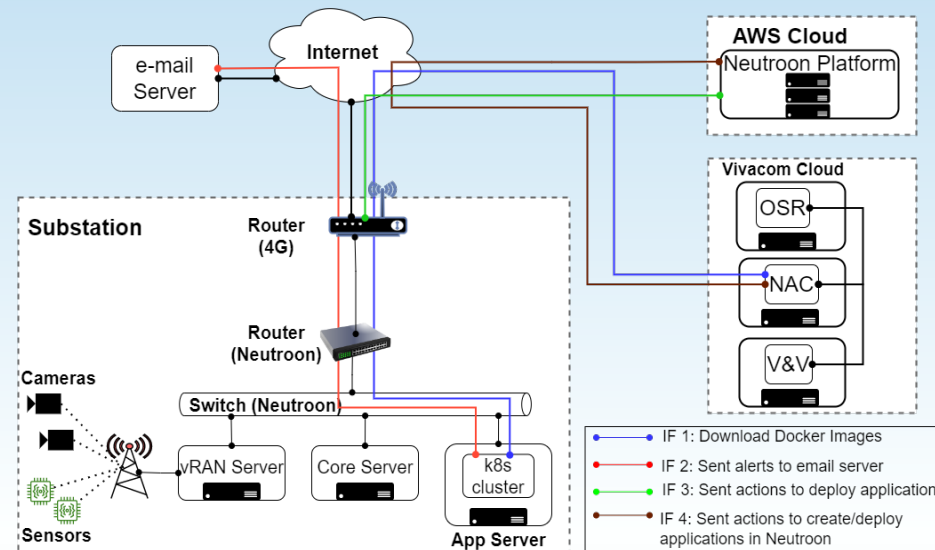 Internet
e-mail
Server
AWS Cloud
Neutroon Platform
Vivacom Cloud
OSR
NAC
V&V
Substation
Router
(4G)
Router
(Neutroon)
Cameras
Switch (Neutroon)
vRAN Server
Core Server
k8s
cluster
App Server
Sensors
IF 1: Download Docker Images
IF 2: Sent alerts to email server
IF 3: Sent actions to deploy application
IF 4: Sent actions to create/deploy
applications in Neutroon